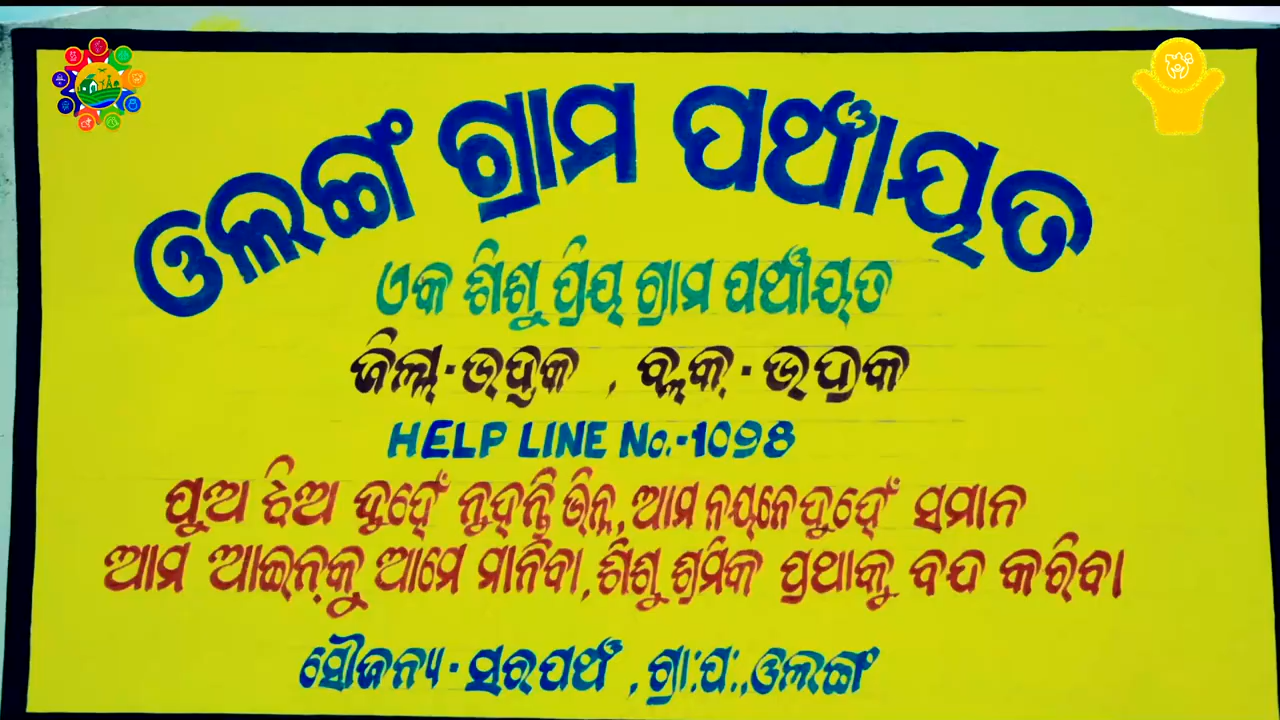 ଓଲଙ୍ଗ ଗ୍ରାମ ପଞ୍ଚାୟତ
ଏକ ଶିଶୁ ପ୍ରିୟ ଗ୍ରାମ ପଞ୍ଚାୟତ
ଜିଲ୍ଲା-ଭଦ୍ରକ , ବ୍ଲକ୍-ଭଦ୍ରକ
HELP LINE No.-1098
ପୁଅ ଝିଅ ଦୁହେଁ ନୁହନ୍ତି ଭିନ୍ନ, ଆମ ନୟନେ ଦୁହେଁ ସମାନ
ଆମ ଆଇନ୍‌କୁ ଆମେ ମାନିବା, ଶିଶୁ ଶ୍ରମିକ ପ୍ରଥାକୁ ବନ୍ଦ କରିବା
ସୌଜନ୍ୟ-ସରପଞ୍ଚ , ଗ୍ରା:ପ:,ଓଲଙ୍ଗ